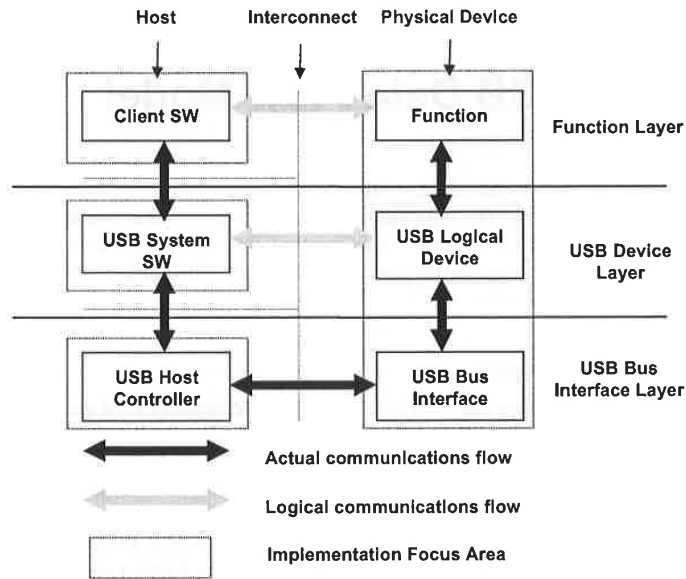 Host Interconnect Physical Device
Client SW Function
Function Layer
USB System
SW
USB Logical
Device
USB Device
Layer
USB Host
Controller
USB Bus
Interface
USB Bus
Interface Layer
Actual communications flow
Logical communications flow
Implementation Focus Area